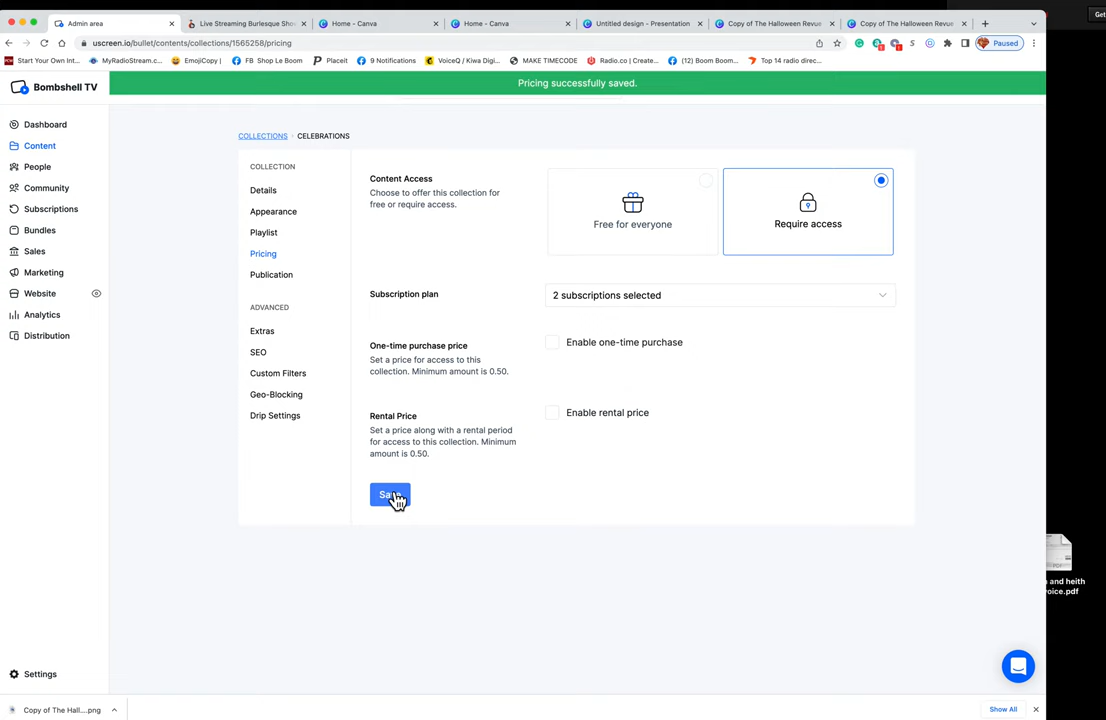 Get
Admin area
Live Streaming Burlesque Sho
Home - Canva
Home - Canva
Untitled design - Presentation
Copy of The Halloween Revue
Copy of The Halloween Revue
uscreen.io/bullet/contents/collections/1565258/pricing
Paused
Start Your Own Int...
MyRadioStream.c...
EmojiCopy |
FB Shop Le Boom
Placeit
9 Notifications
VoiceQ / Kiwa Digi...
MAKE TIMECODE
Radio.co | Create...
(12) Boom Boom...
Top 14 radio direc...
Bombshell TV
Pricing successfully saved.
Dashboard
Content
People
Community
Subscriptions
Bundles
Sales
Marketing
Website
Analytics
Distribution
Settings
COLLECTIONS
CELEBRATIONS
COLLECTION
Details
Appearance
Playlist
Pricing
Publication
ADVANCED
Extras
SEO
Custom Filters
Geo-Blocking
Drip Settings
Content Access
Choose to offer this collection for
free or require access.
Free for everyone
Require access
Subscription plan
2 subscriptions selected
One-time purchase price
Set a price for access to this
collection. Minimum amount is 0.50.
Enable one-time purchase
Rental Price
Set a price along with a rental period
for access to this collection. Minimum
amount is 0.50.
Enable rental price
Save
and heith
voice.pdf
Copy of The Hall....png
Show All